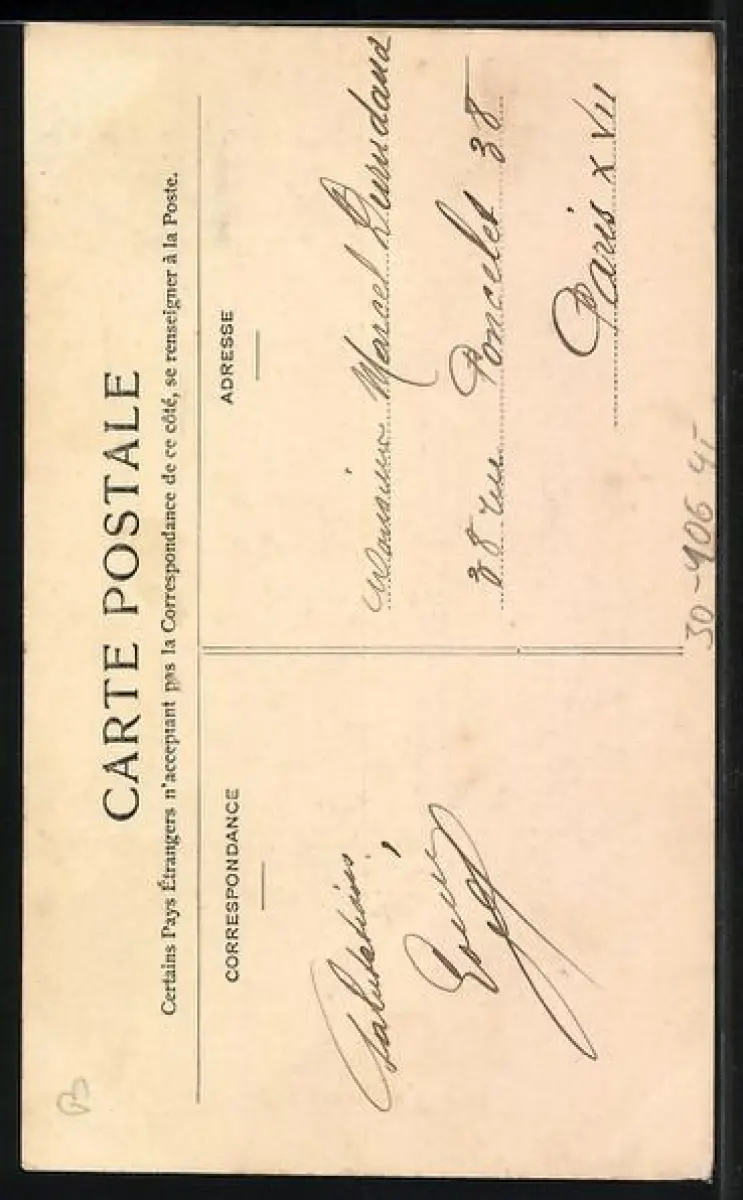 CARTE POSTALE
Certains Pays Étrangers n'acceptant pas la Correspondance de ce côté, se renseigner à la Poste.
CORRESPONDANCE
Salutations
ADRESSE
Monsieur Marcel
38 rue Poncelet 38
Paris XVII
30-906
B